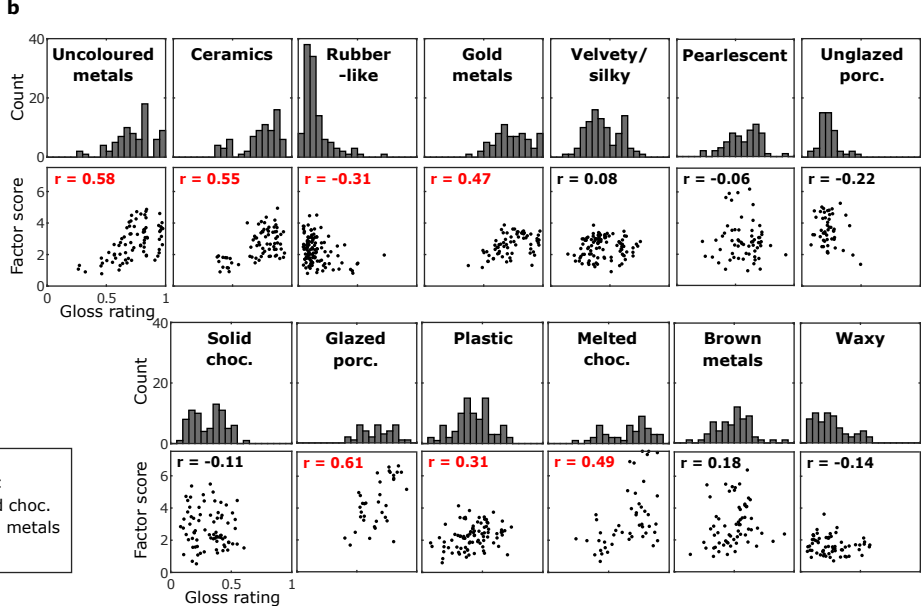 b
40
20
0
Count
Uncoloured
metals
Ceramics
Rubber
-like
Gold
metals
Velvety/
silky
Pearlescent
Unglazed
porc.
6
4
2
0
Factor score
r = 0.58
r = 0.55
r = -0.31
r = 0.47
r = 0.08
r = -0.06
r = -0.22
0
0.5
1
Gloss rating
40
20
0
Count
Solid
choc.
Glazed
porc.
Plastic
Melted
choc.
Brown
metals
Waxy
6
4
2
0
Factor score
r = -0.11
r = 0.61
r = 0.31
r = 0.49
r = 0.18
r = -0.14
0
0.5
1
Gloss rating
choc.
metals